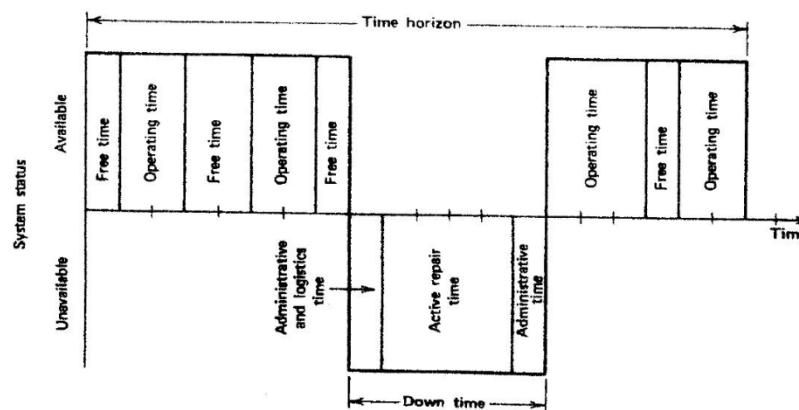 Time horizon
System status
Available
Unavailable
Free time
Operating time
Free time
Operating time
Free time
Operating time
Free time
Operating time
Tim
Administrative
and logistics
time
Active repair
time
Administrative time
Down time